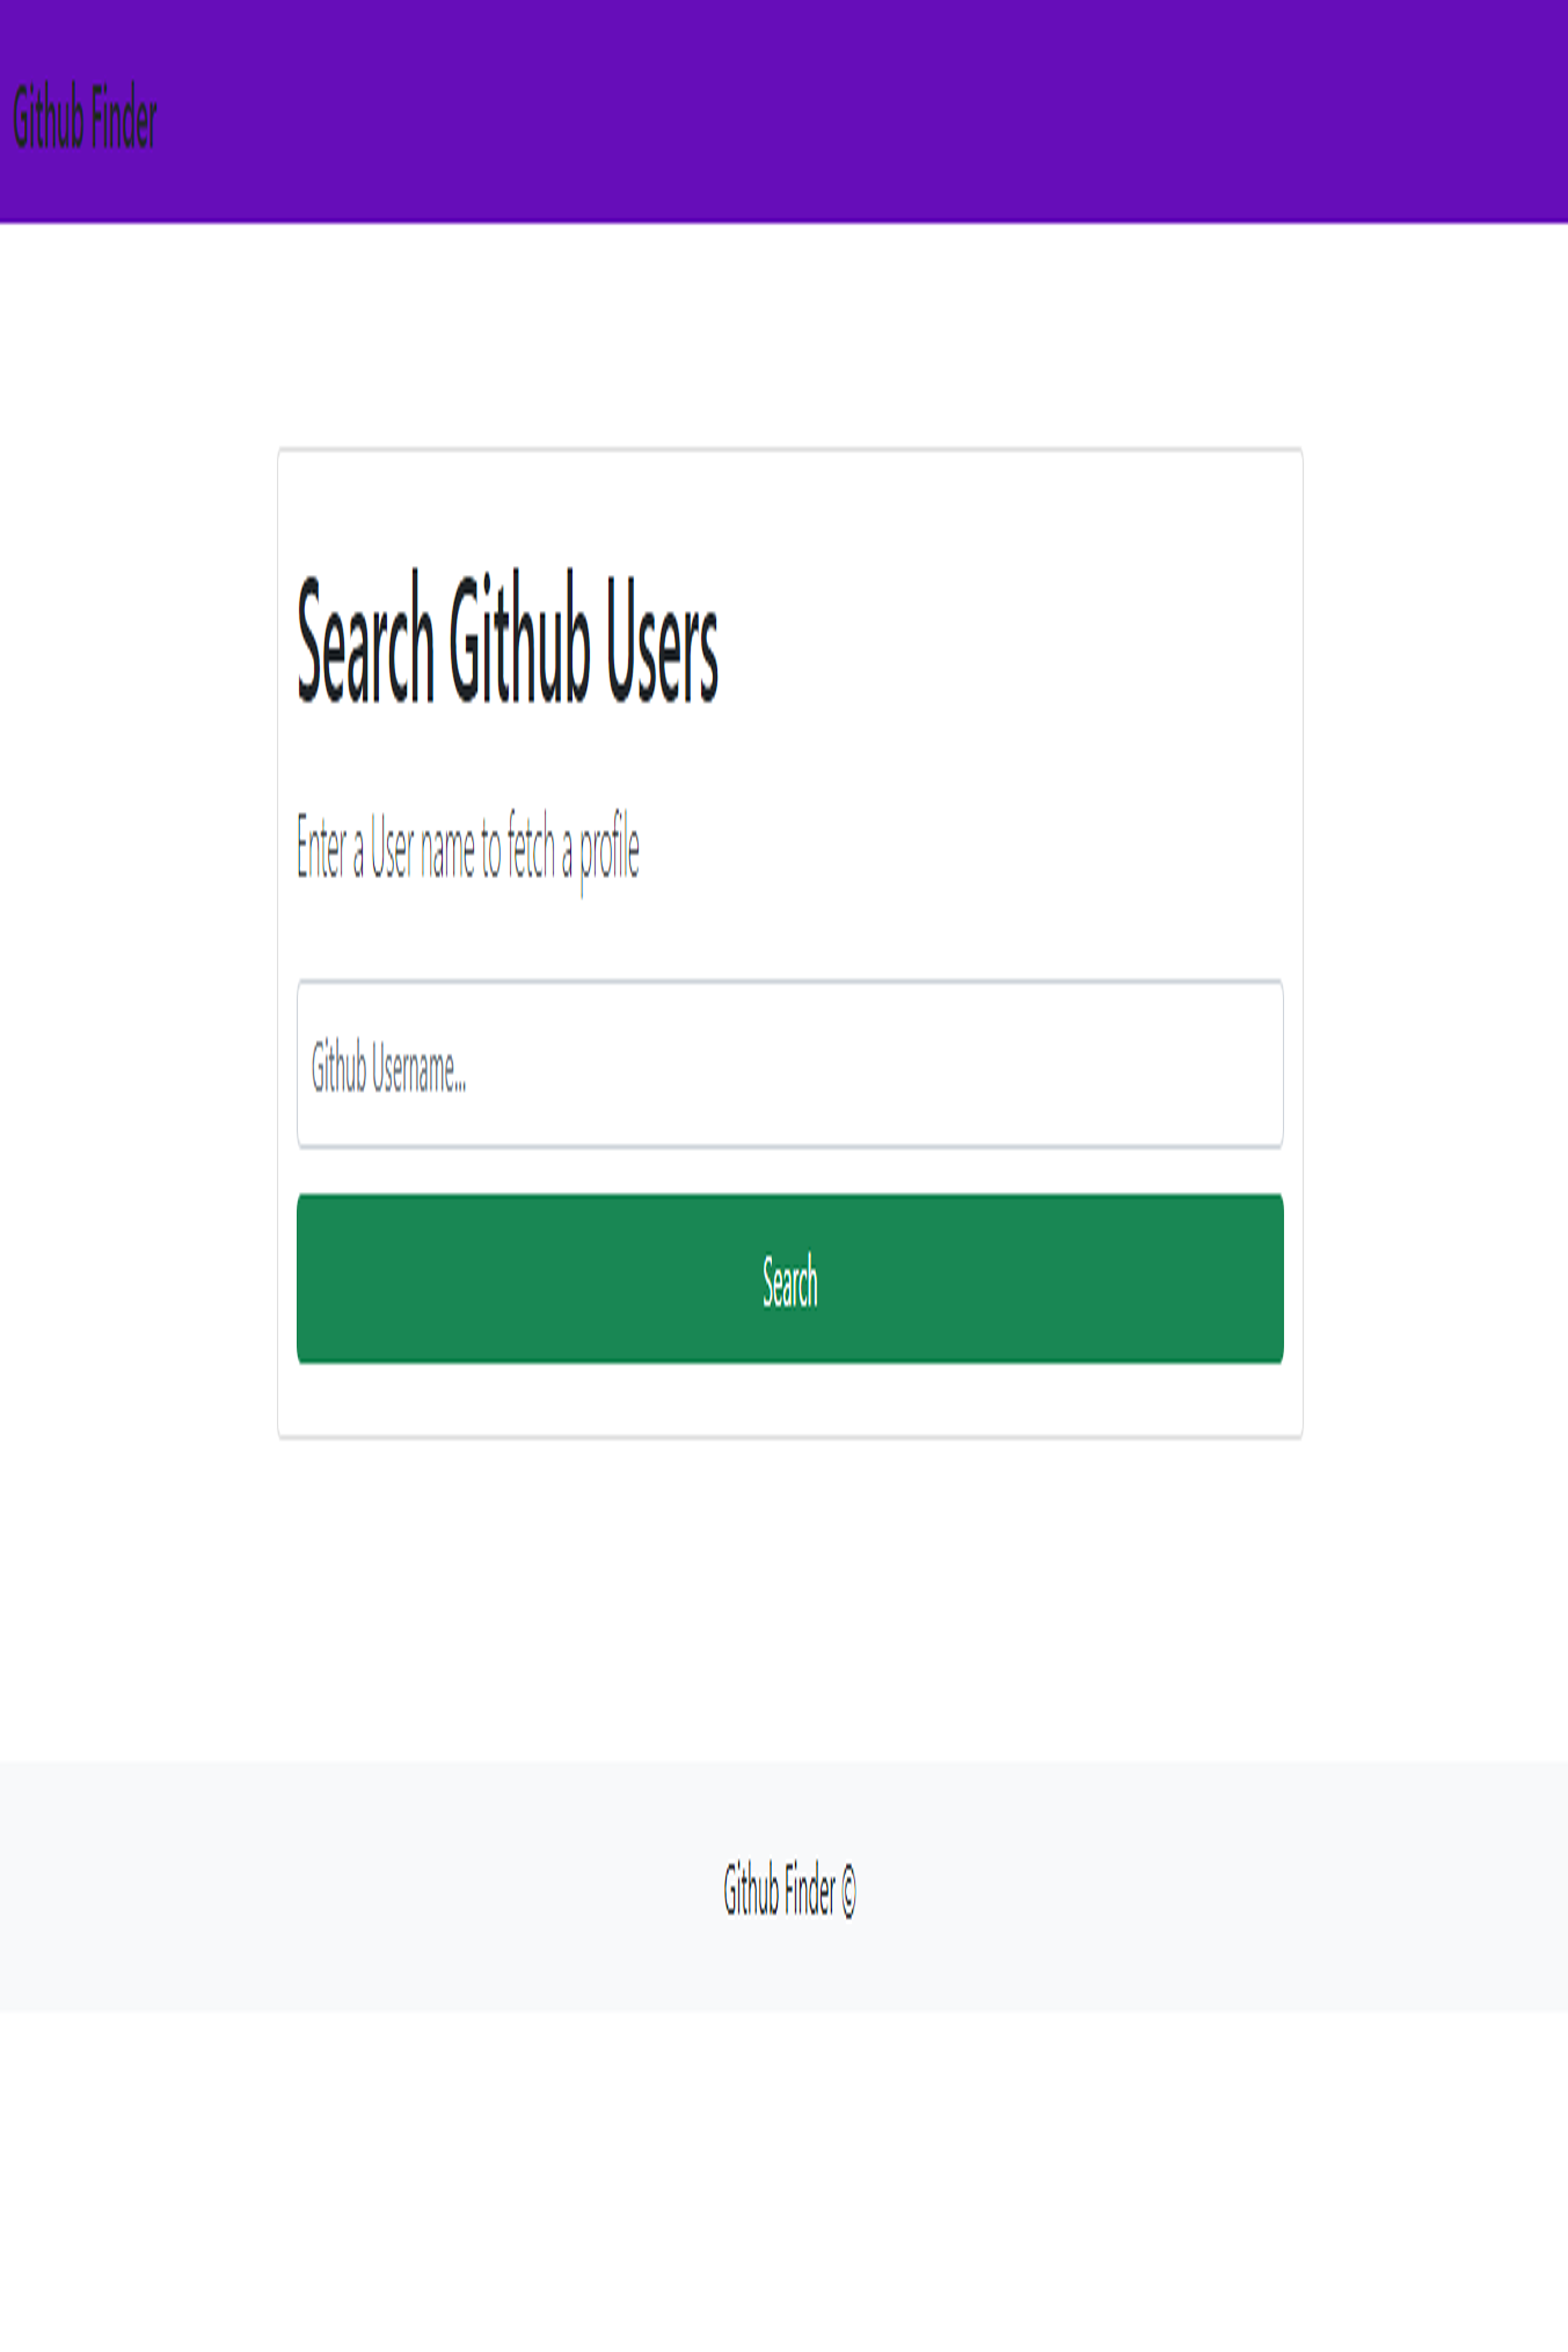 Github Finder
Search Github Users
Enter a User name to fetch a profile
Github Username...
Search
Github Finder ©